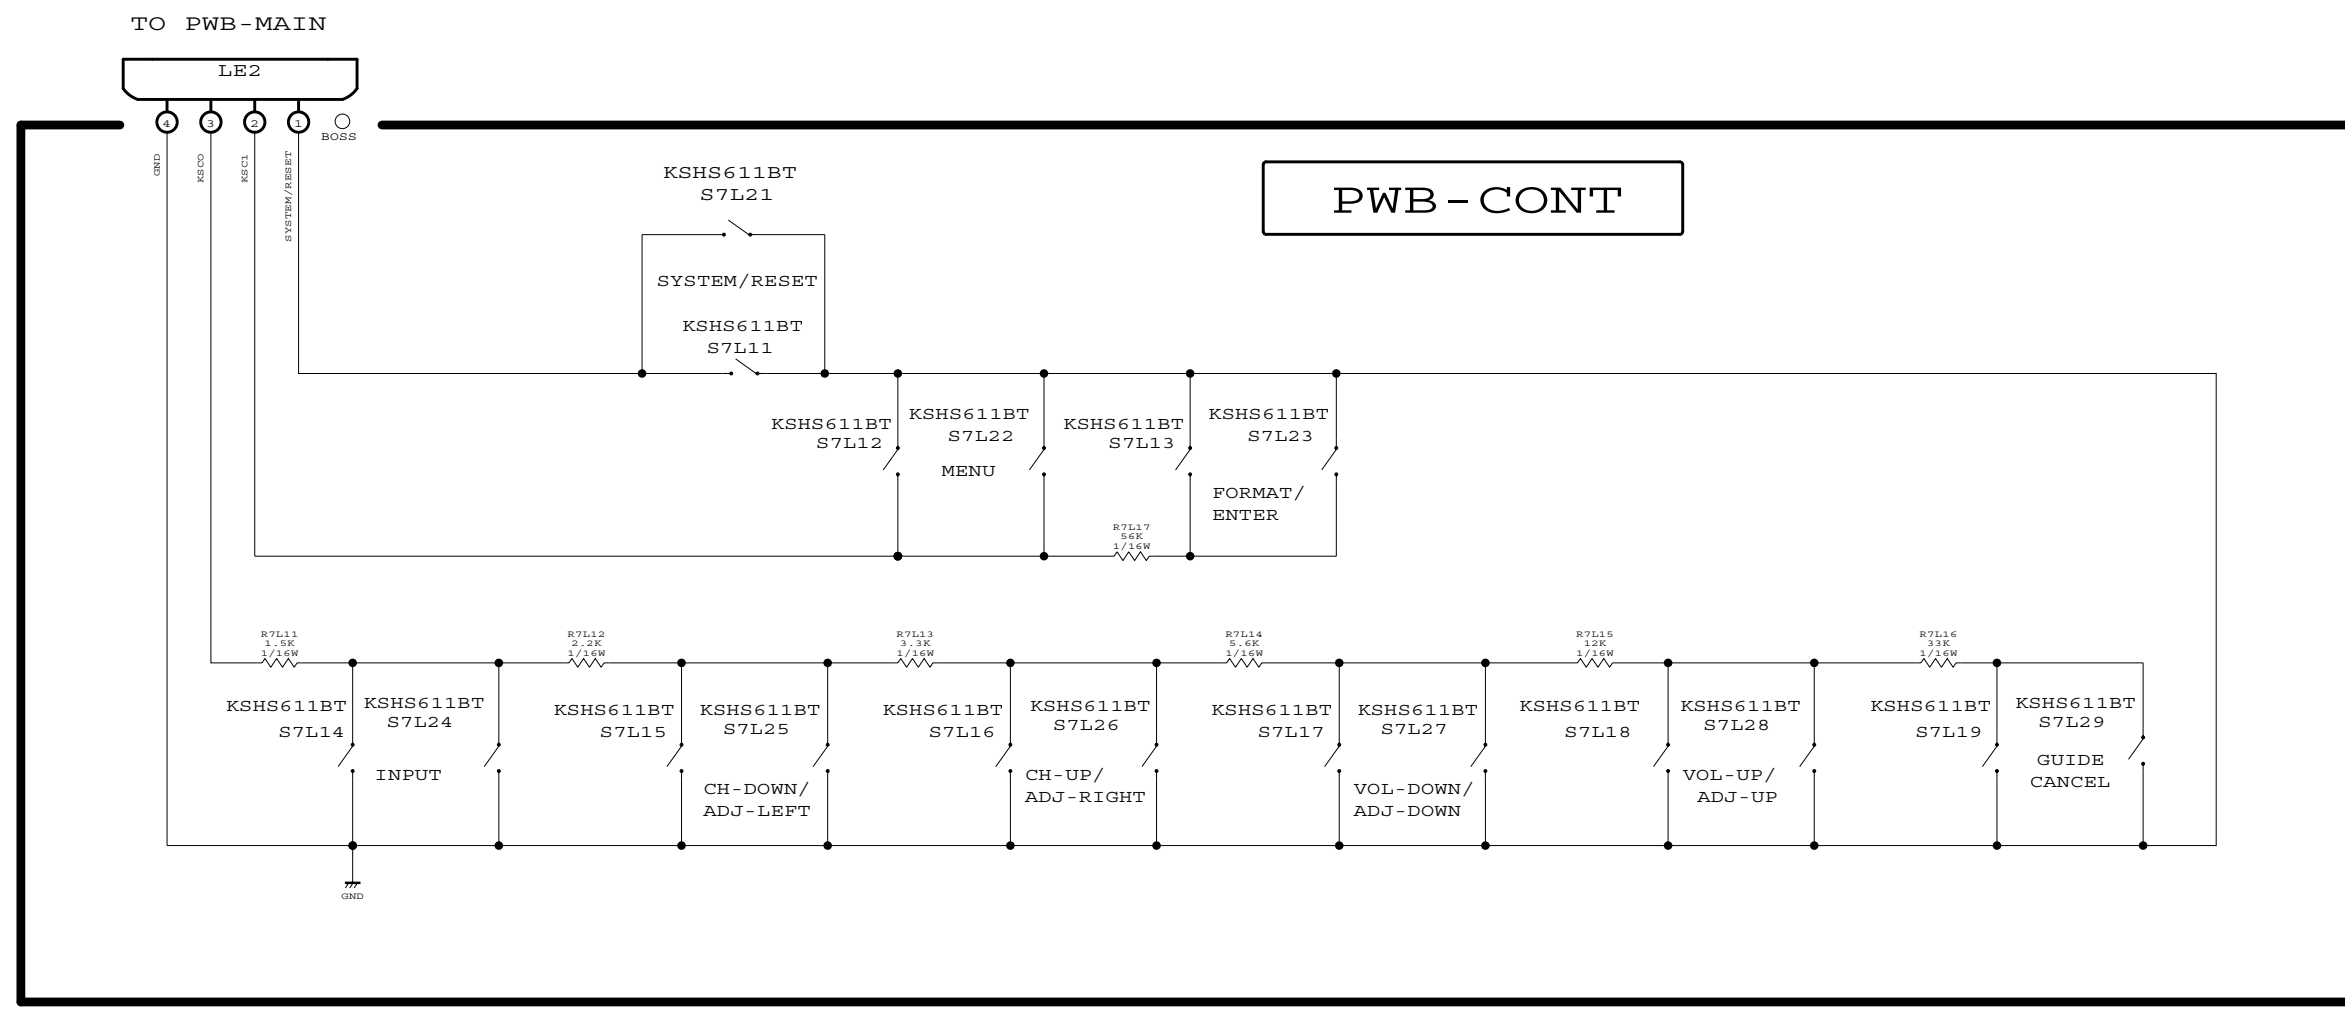 TO PWB-MAIN
LE2
4
3
2
1
BOSS
GND
KSC0
KSC1
SYSTEM/RESET
PWB-CONT
KSHS611BT
S7L21
SYSTEM/RESET
KSHS611BT
S7L11
KSHS611BT
S7L12
KSHS611BT
S7L22
MENU
KSHS611BT
S7L13
KSHS611BT
S7L23
FORMAT/
ENTER
R7L17
56K
1/16W
R7L11
1.5K
1/16W
R7L12
2.2K
1/16W
R7L13
3.3K
1/16W
R7L14
5.6K
1/16W
R7L15
12K
1/16W
R7L16
33K
1/16W
KSHS611BT
S7L14
KSHS611BT
S7L24
INPUT
KSHS611BT
S7L15
KSHS611BT
S7L25
CH-DOWN/
ADJ-LEFT
KSHS611BT
S7L16
KSHS611BT
S7L26
CH-UP/
ADJ-RIGHT
KSHS611BT
S7L17
KSHS611BT
S7L27
VOL-DOWN/
ADJ-DOWN
KSHS611BT
S7L18
KSHS611BT
S7L28
VOL-UP/
ADJ-UP
KSHS611BT
S7L19
KSHS611BT
S7L29
GUIDE
CANCEL
GND